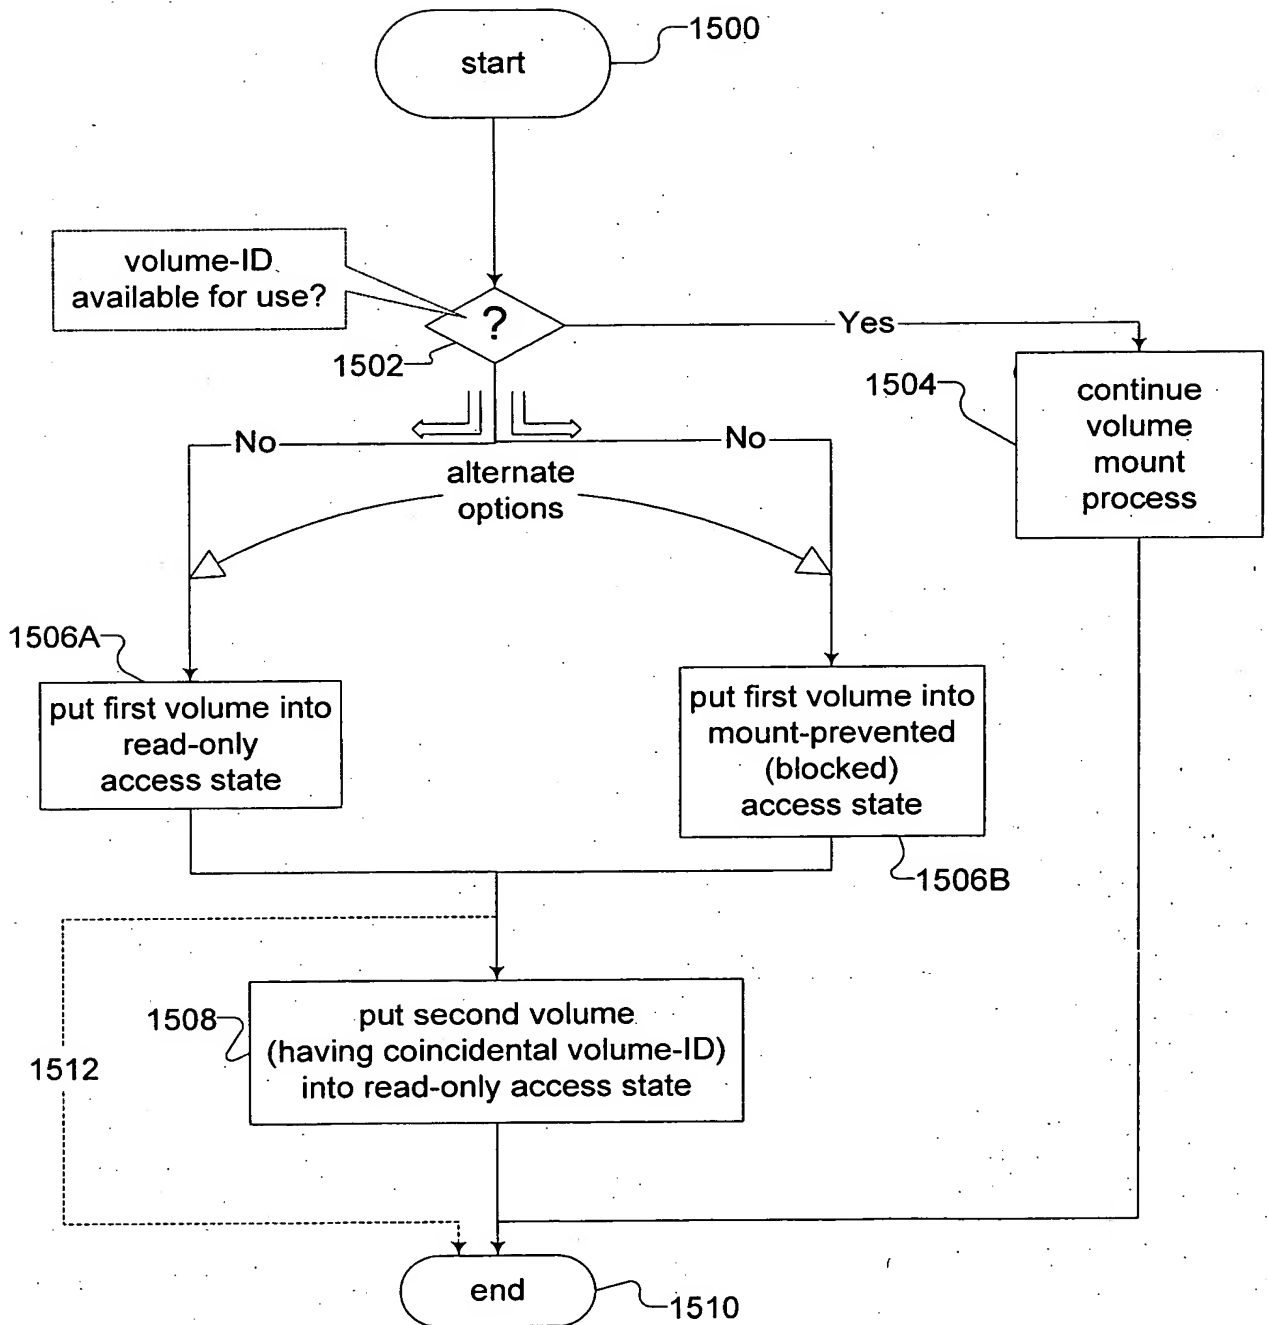 1500
start
volume-ID
available for use?
?
Yes
1502
1504
continue
volume
mount
process
No
No
alternate
options
1506A
put first volume into
read-only
access state
put first volume into
mount-prevented
(blocked)
access state
1506B
1508
put second volume
(having coincidental volume-ID)
into read-only access state
1512
end
1510